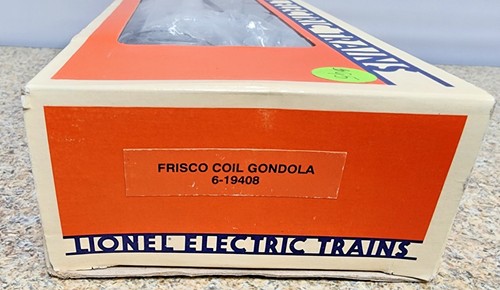 FRISCO COIL GONDOLA
6-19408
LIONEL ELECTRIC TRAINS